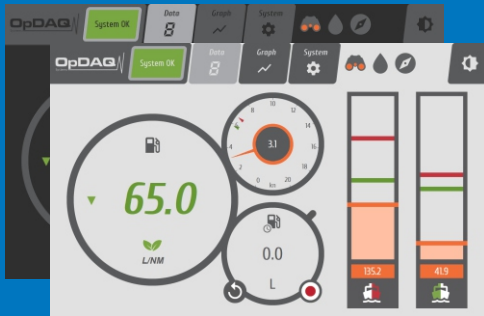 OpDAQ System OK Data 8 Graph System
OpDAQ System OK Data 8 Graph System
65.0
L/NM
8 10 12
14
4 3.1 16
2 18
0 kn 20
0.0
L
135.2 41.9